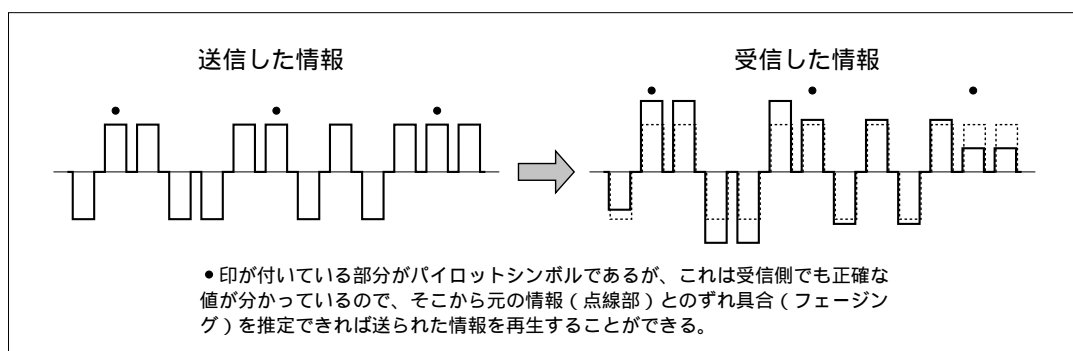 送信した情報
受信した情報
●印が付いている部分がパイロットシンボルであるが、これは受信側でも正確な
値が分かっているので、そこから元の情報（点線部）とのずれ具合（フェージン
グ）を推定できれば送られた情報を再生することができる。